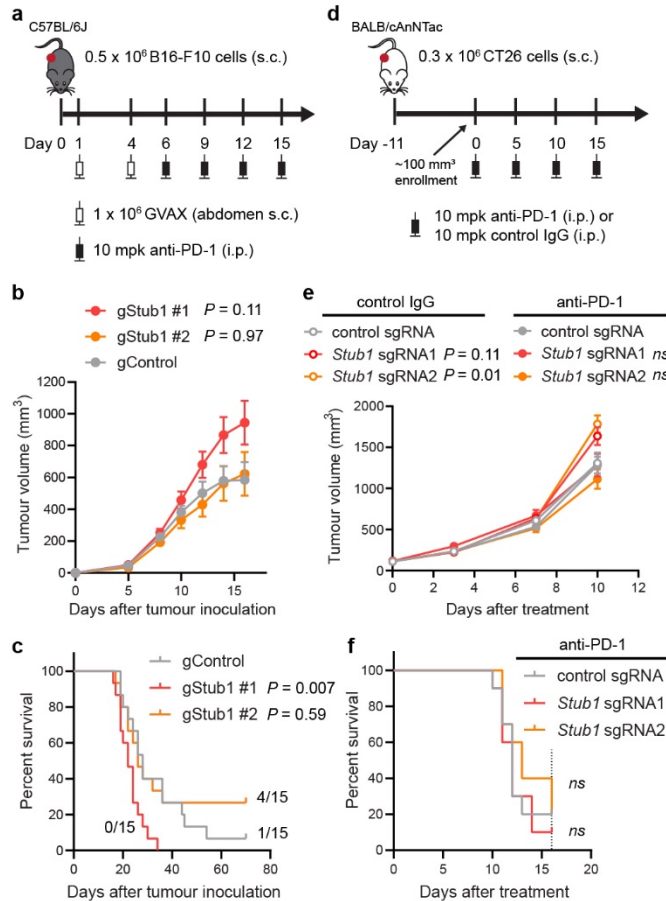 a
C57BL/6J
0.5 x 10⁶ B16-F10 cells (s.c.)
Day 0 1 4 6 9 12 15
1 x 10⁶ GVAX (abdomen s.c.)
10 mpk anti-PD-1 (i.p.)
d
BALB/cAnNTac
0.3 x 10⁶ CT26 cells (s.c.)
Day -11 0 5 10 15
~100 mm³
enrollment
10 mpk anti-PD-1 (i.p.) or
10 mpk control IgG (i.p.)
b
gStub1 #1 P = 0.11
gStub1 #2 P = 0.97
gControl
Tumour volume (mm³)
1200
1000
800
600
400
200
0
0 5 10 15
Days after tumour inoculation
e
control IgG
control sgRNA
Stub1 sgRNA1 P = 0.11
Stub1 sgRNA2 P = 0.01
anti-PD-1
control sgRNA
Stub1 sgRNA1 ns
Stub1 sgRNA2 ns
Tumour volume (mm³)
2000
1500
1000
500
0
0 2 4 6 8 10 12
Days after treatment
c
gControl
gStub1 #1 P = 0.007
gStub1 #2 P = 0.59
Percent survival
100
80
60
40
20
0
4/15
0/15
1/15
0 20 40 60 80
Days after tumour inoculation
f
anti-PD-1
control sgRNA
Stub1 sgRNA1
Stub1 sgRNA2
Percent survival
100
80
60
40
20
0
ns
ns
0 5 10 15 20
Days after treatment